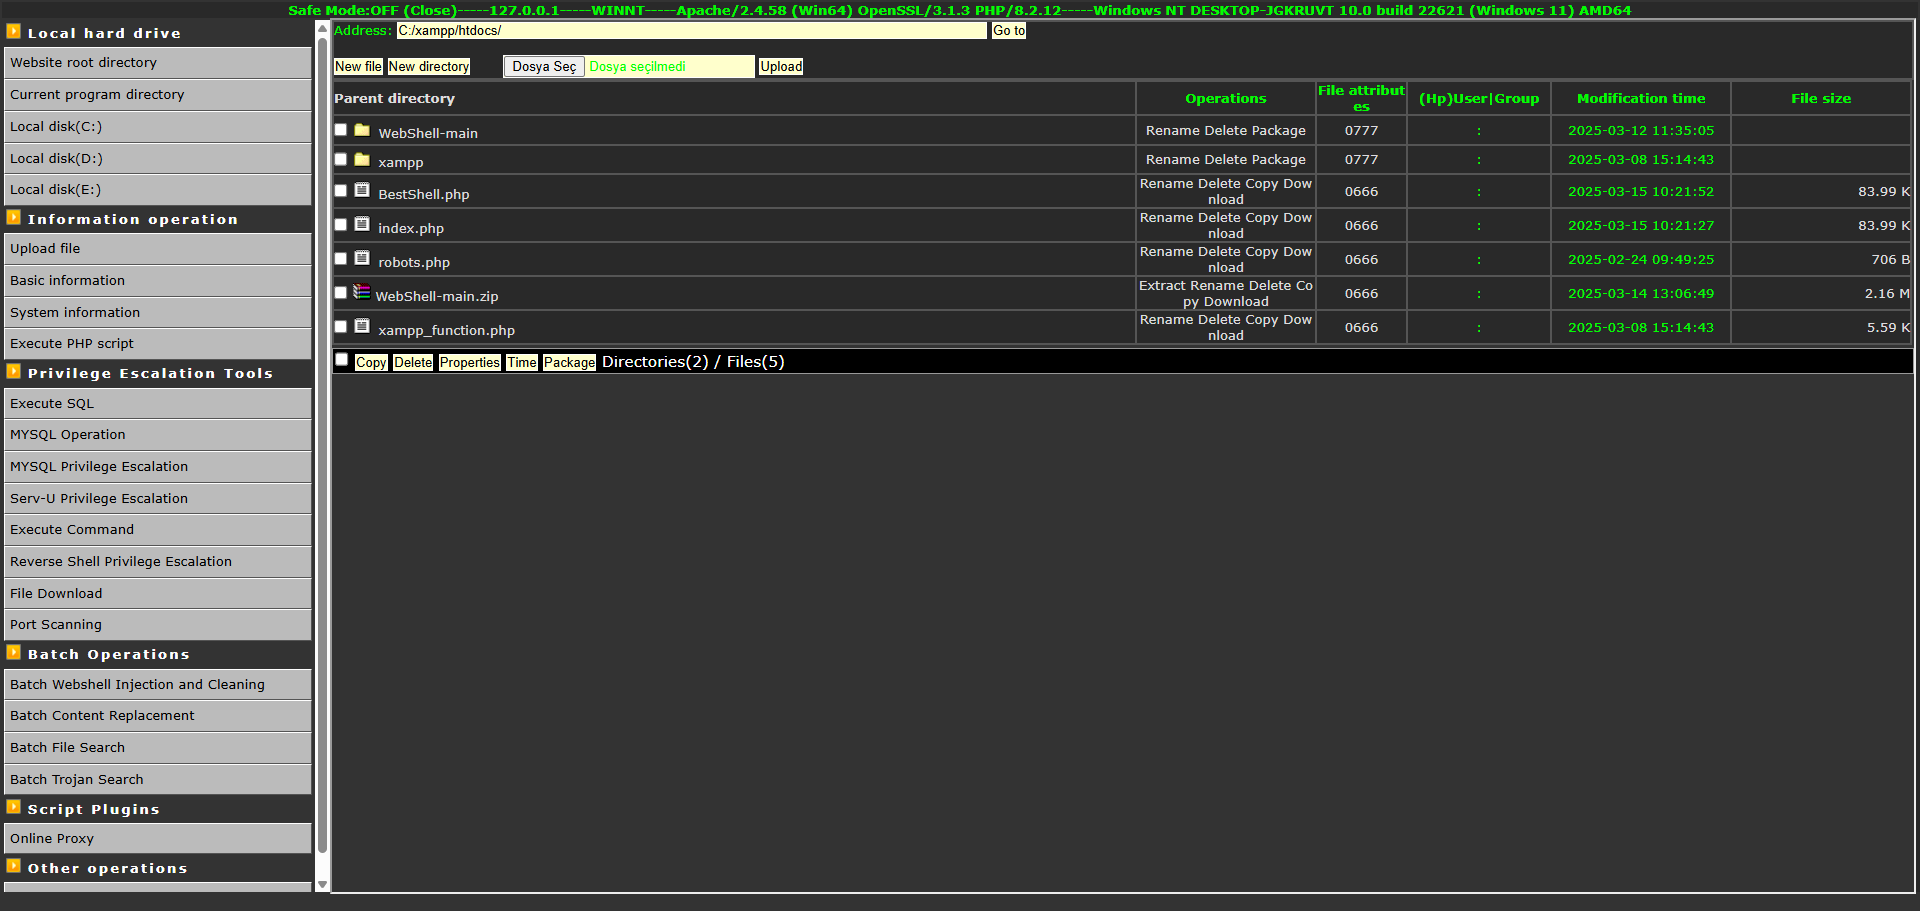 Safe Mode:OFF (Close)-----127.0.0.1-----WINNT-----Apache/2.4.58 (Win64) OpenSSL/3.1.3 PHP/8.2.12-----Windows NT DESKTOP-JGKRUVT 10.0 build 22621 (Windows 11) AMD64
Local hard drive
Website root directory
Current program directory
Local disk(C:)
Local disk(D:)
Local disk(E:)
Information operation
Upload file
Basic information
System information
Execute PHP script
Privilege Escalation Tools
Execute SQL
MYSQL Operation
MYSQL Privilege Escalation
Serv-U Privilege Escalation
Execute Command
Reverse Shell Privilege Escalation
File Download
Port Scanning
Batch Operations
Batch Webshell Injection and Cleaning
Batch Content Replacement
Batch File Search
Batch Trojan Search
Script Plugins
Online Proxy
Other operations
Address: C:/xampp/htdocs/ Go to
New file New directory Dosya Seç Dosya seçilmedi Upload
Parent directory Operations File attribut
es (Hp)User|Group Modification time File size
WebShell-main Rename Delete Package 0777 : 2025-03-12 11:35:05
xampp Rename Delete Package 0777 : 2025-03-08 15:14:43
BestShell.php Rename Delete Copy Dow
nload 0666 : 2025-03-15 10:21:52 83.99 K
index.php Rename Delete Copy Dow
nload 0666 : 2025-03-15 10:21:27 83.99 K
robots.php Rename Delete Copy Dow
nload 0666 : 2025-02-24 09:49:25 706 B
WebShell-main.zip Extract Rename Delete Co
py Download 0666 : 2025-03-14 13:06:49 2.16 M
xampp_function.php Rename Delete Copy Dow
nload 0666 : 2025-03-08 15:14:43 5.59 K
Copy Delete Properties Time Package Directories(2) / Files(5)